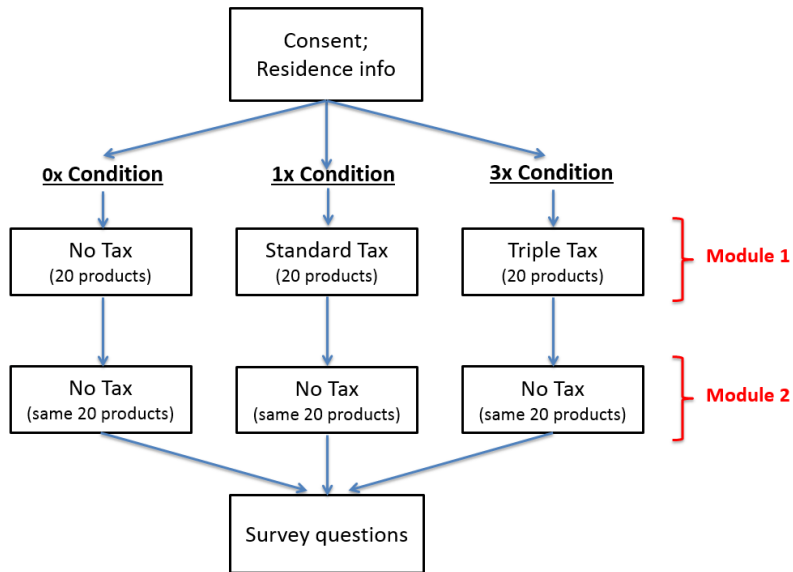 Consent;
Residence info
0x Condition
1x Condition
3x Condition
No Tax
(20 products)
Standard Tax
(20 products)
Triple Tax
(20 products)
Module 1
No Tax
(same 20 products)
No Tax
(same 20 products)
No Tax
(same 20 products)
Module 2
Survey questions